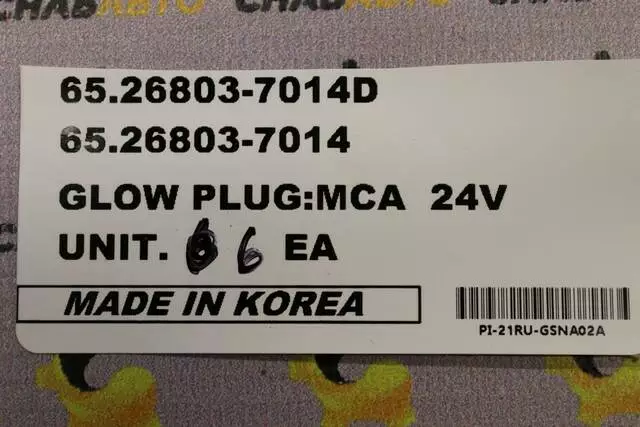 СНАБАВТО
65.26803-7014D
65.26803-7014
GLOW PLUG:MCA 24V
UNIT. 6 EA
MADE IN KOREA
PI-21RU-GSNA02A